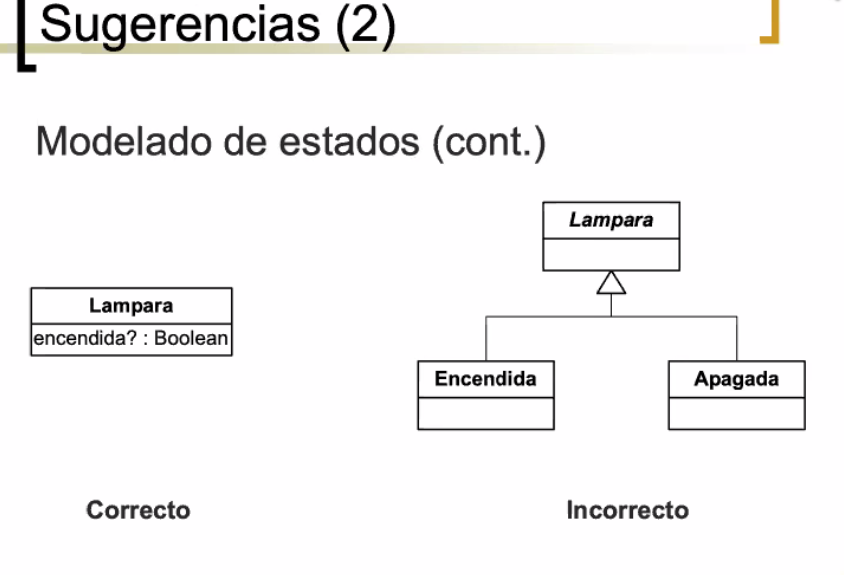 Sugerencias (2)
Modelado de estados (cont.)
Lampara
encendida? : Boolean
Lampara
Encendida
Apagada
Correcto
Incorrecto